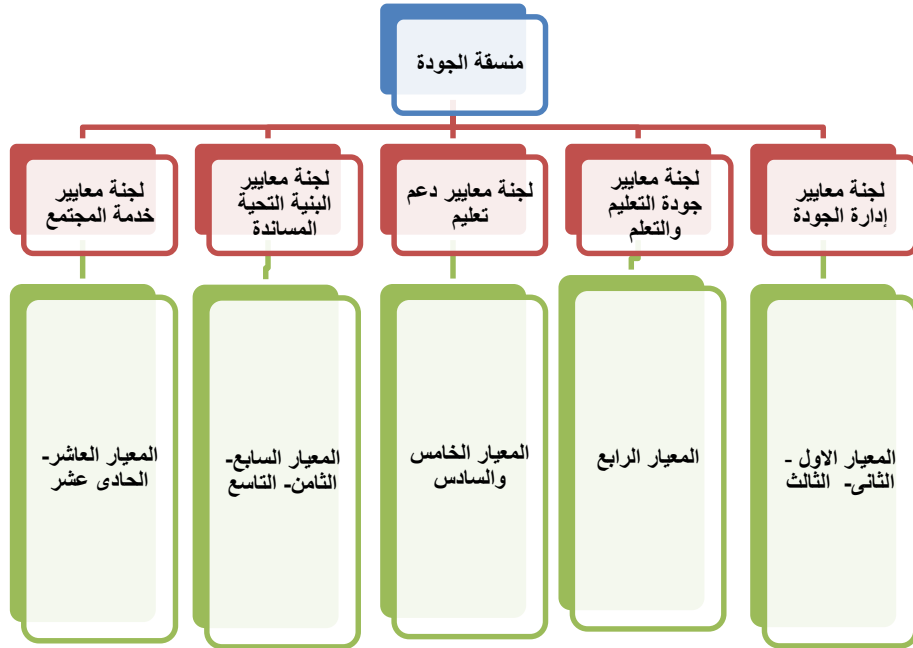 منسقة الجودة
لجنة معايير
إدارة الجودة
لجنة معايير
جودة التعليم
والتعلم
لجنة معايير دعم
تعليم
لجنة معايير
البنية التحية
المساندة
لجنة معايير
خدمة المجتمع
المعيار الاول -
الثانى- الثالث
المعيار الرابع
المعيار الخامس
والسادس
المعيار السابع-
الثامن- التاسع
المعيار العاشر-
الحادى عشر